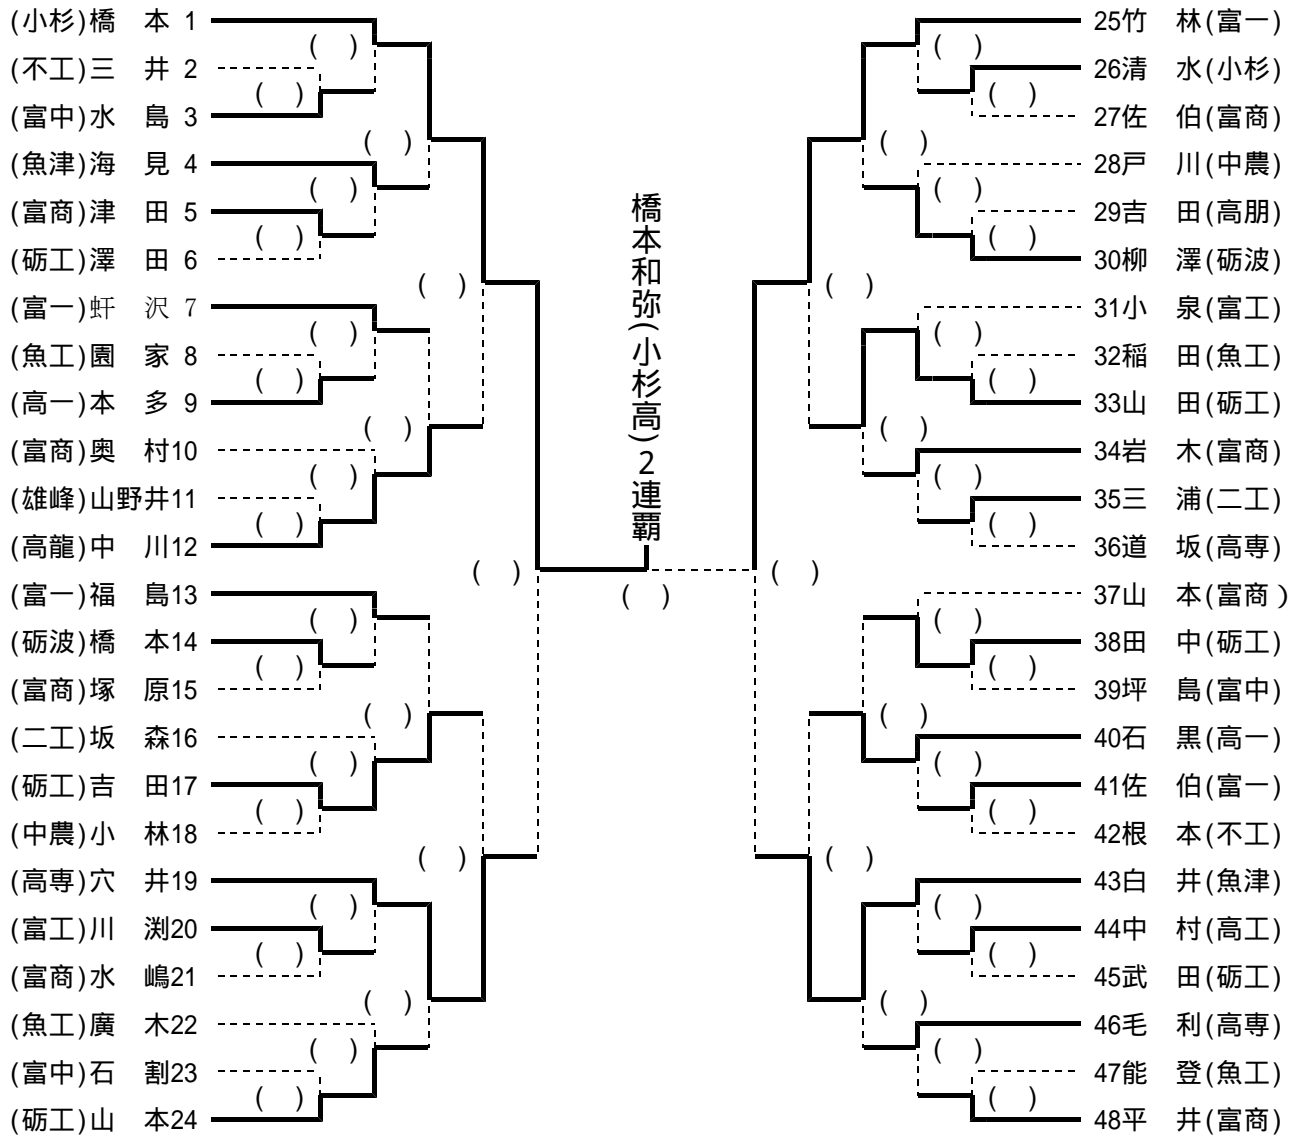 (小杉)橋　本 1
(不工)三　井 2
(富中)水　島 3
(魚津)海　見 4
(富商)津　田 5
(砺工)澤　田 6
(富一)虷　沢 7
(魚工)園　家 8
(高一)本　多 9
(富商)奥　村10
(雄峰)山野井11
(高龍)中　川12
(富一)福　島13
(砺波)橋　本14
(富商)塚　原15
(二工)坂　森16
(砺工)吉　田17
(中農)小　林18
(高専)穴　井19
(富工)川　渕20
(富商)水　嶋21
(魚工)廣　木22
(富中)石　割23
(砺工)山　本24
橋本和弥(小杉高)2連覇
25竹　林(富一)
26清　水(小杉)
27佐　伯(富商)
28戸　川(中農)
29吉　田(高朋)
30柳　澤(砺波)
31小　泉(富工)
32稲　田(魚工)
33山　田(砺工)
34岩　木(富商)
35三　浦(二工)
36道　坂(高専)
37山　本(富商)
38田　中(砺工)
39坪　島(富中)
40石　黒(高一)
41佐　伯(富一)
42根　本(不工)
43白　井(魚津)
44中　村(高工)
45武　田(砺工)
46毛　利(高専)
47能　登(魚工)
48平　井(富商)